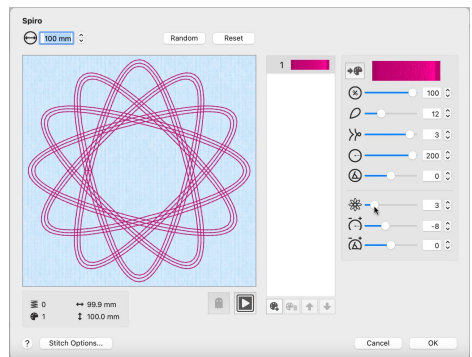 Spiro
100 mm
Random
Reset
1
100
12
3
200
0
3
-8
0
0
99.9 mm
1
100.0 mm
?
Stitch Options...
Cancel
OK